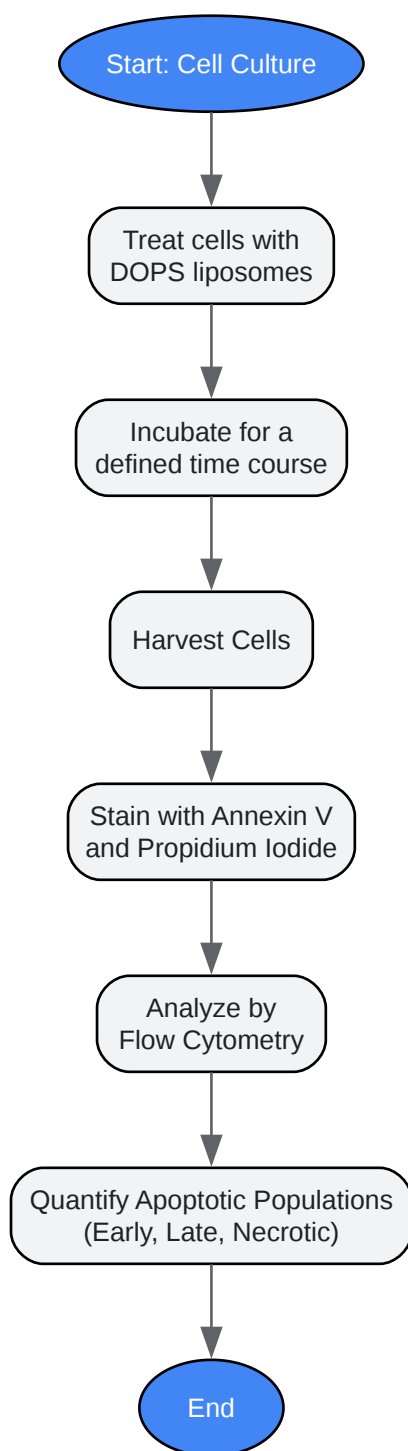 Start: Cell Culture
Treat cells with
DOPS liposomes
Incubate for a
defined time course
Harvest Cells
Stain with Annexin V
and Propidium Iodide
Analyze by
Flow Cytometry
Quantify Apoptotic Populations
(Early, Late, Necrotic)
End